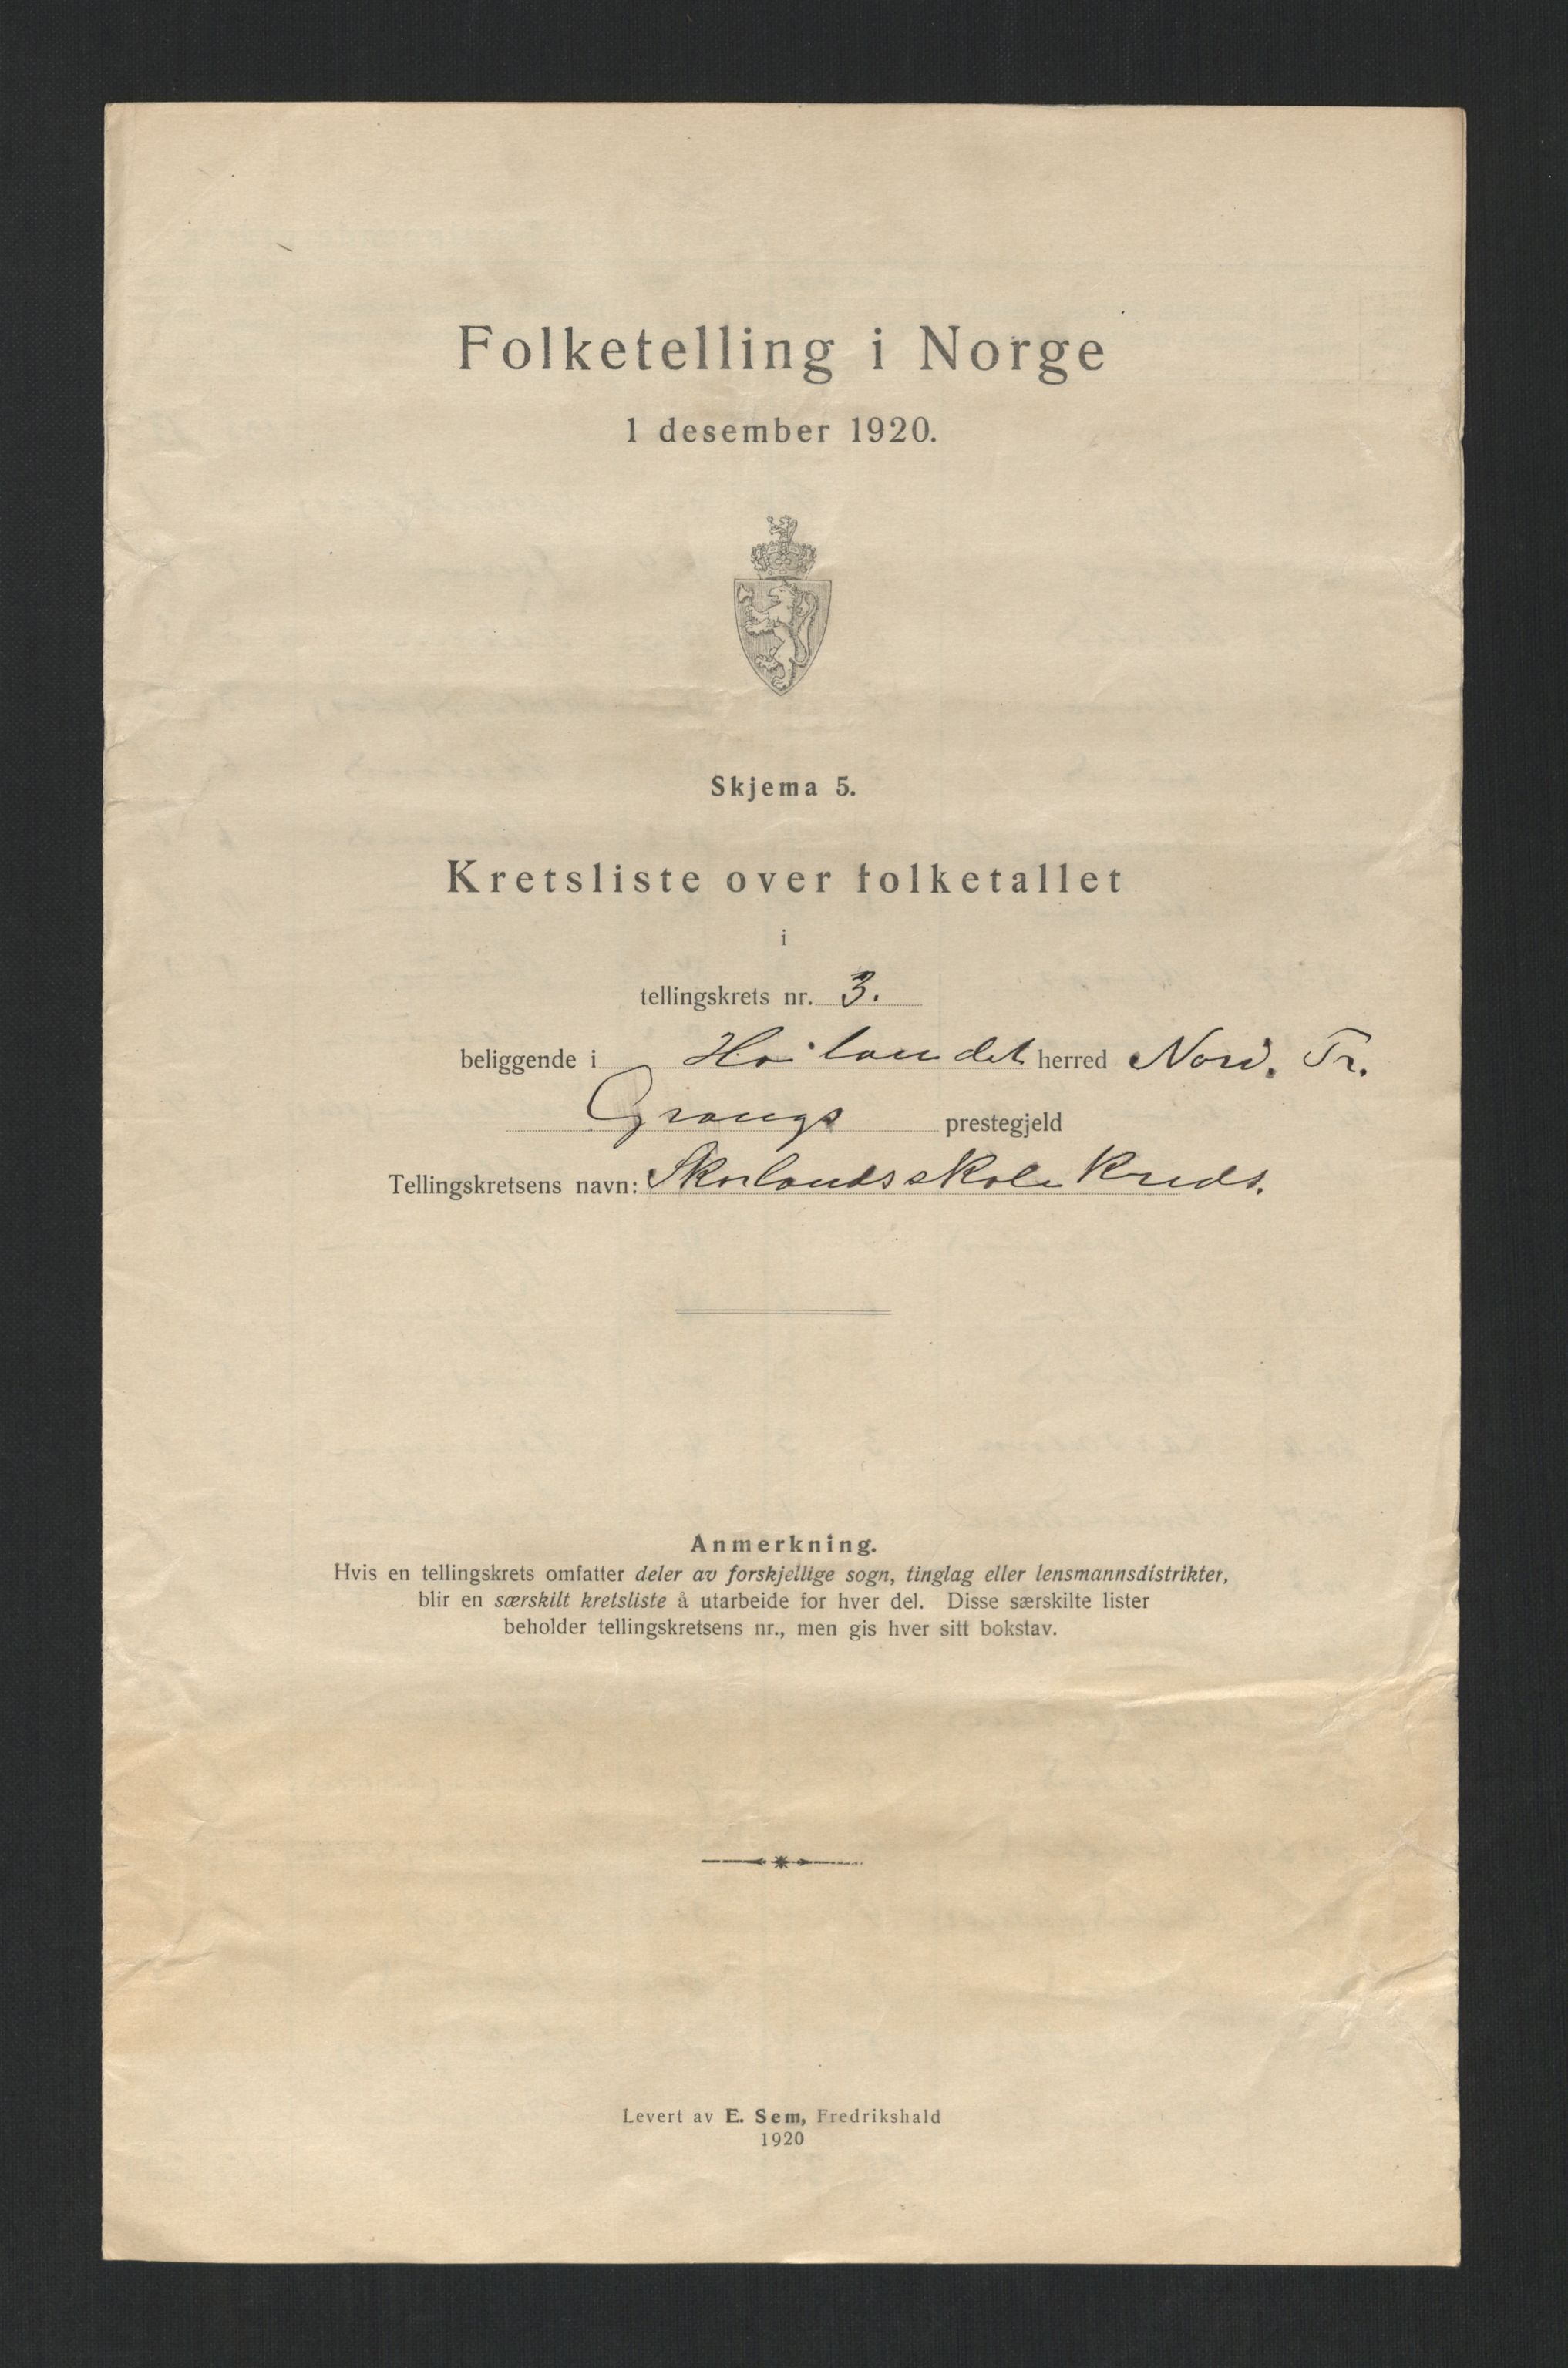 Folketelling i Norge
1 desember 1920.
Skjema 5.
Kretsliste over folketallet
i
tellingskrets nr. 3.
beliggende i Høilandet herred Nord. Tr.
Grongs prestegjeld
Tellingskretsens navn: Skorlands skole Kreds.
Anmerkning.
Hvis en tellingskrets omfatter deler av forskjellige sogn, tinglag eller lensmannsdistrikter,
blir en særskilt kretsliste å utarbeide for hver del. Disse særskilte lister
beholder tellingskretsens nr., men gis hver sitt bokstav.
Levert av E. Sem, Fredrikshald
1920